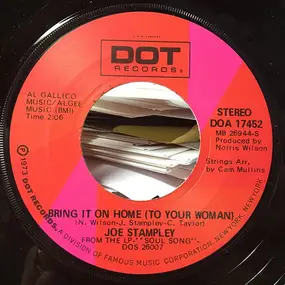 DOT
RECORDS®
AL GALLICO
MUSIC/ALGEE
MUSIC (BMI)
Time 2:06
STEREO
DOA 17452
MB 26944-S
Produced by
Norris Wilson
Strings Arr.
by Cam Mullins
BRING IT ON HOME (TO YOUR WOMAN)
(N. Wilson-J. Stampley-C. Taylor)
JOE STAMPLEY
FROM THE LP-"SOUL SONG"
DOS 26007
℗ 1973 DOT RECORDS, A DIVISION OF FAMOUS MUSIC CORPORATION, NEW YORK, NEW YORK.